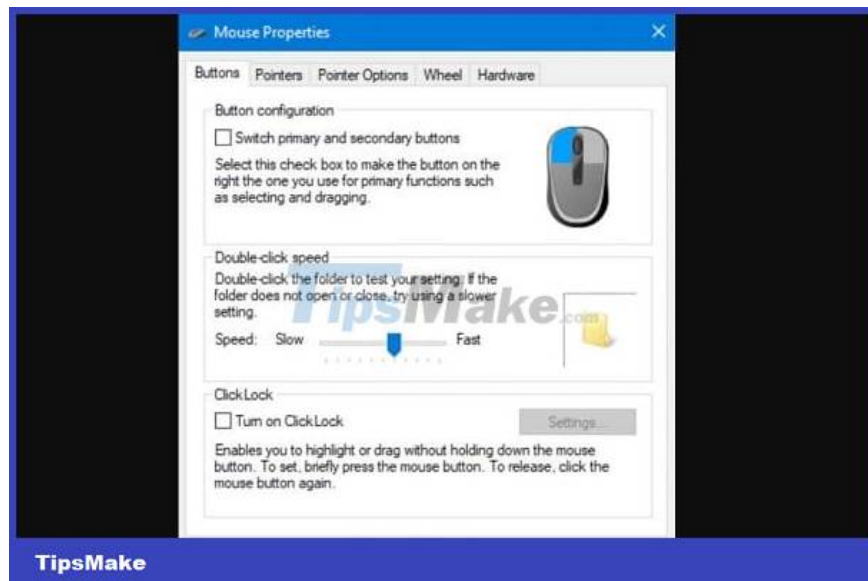 Mouse Properties
Buttons Pointers Pointer Options Wheel Hardware
Button configuration
Switch primary and secondary buttons
Select this check box to make the button on the
right the one you use for primary functions such
as selecting and dragging.
Double-click speed
Double-click the folder to test your setting. If the
folder does not open or close, try using a slower
setting.
TipsMake.com
Speed: Slow Fast
ClickLock
Turn on ClickLock Settings...
Enables you to highlight or drag without holding down the mouse
button. To set, briefly press the mouse button. To release, click the
mouse button again.
TipsMake